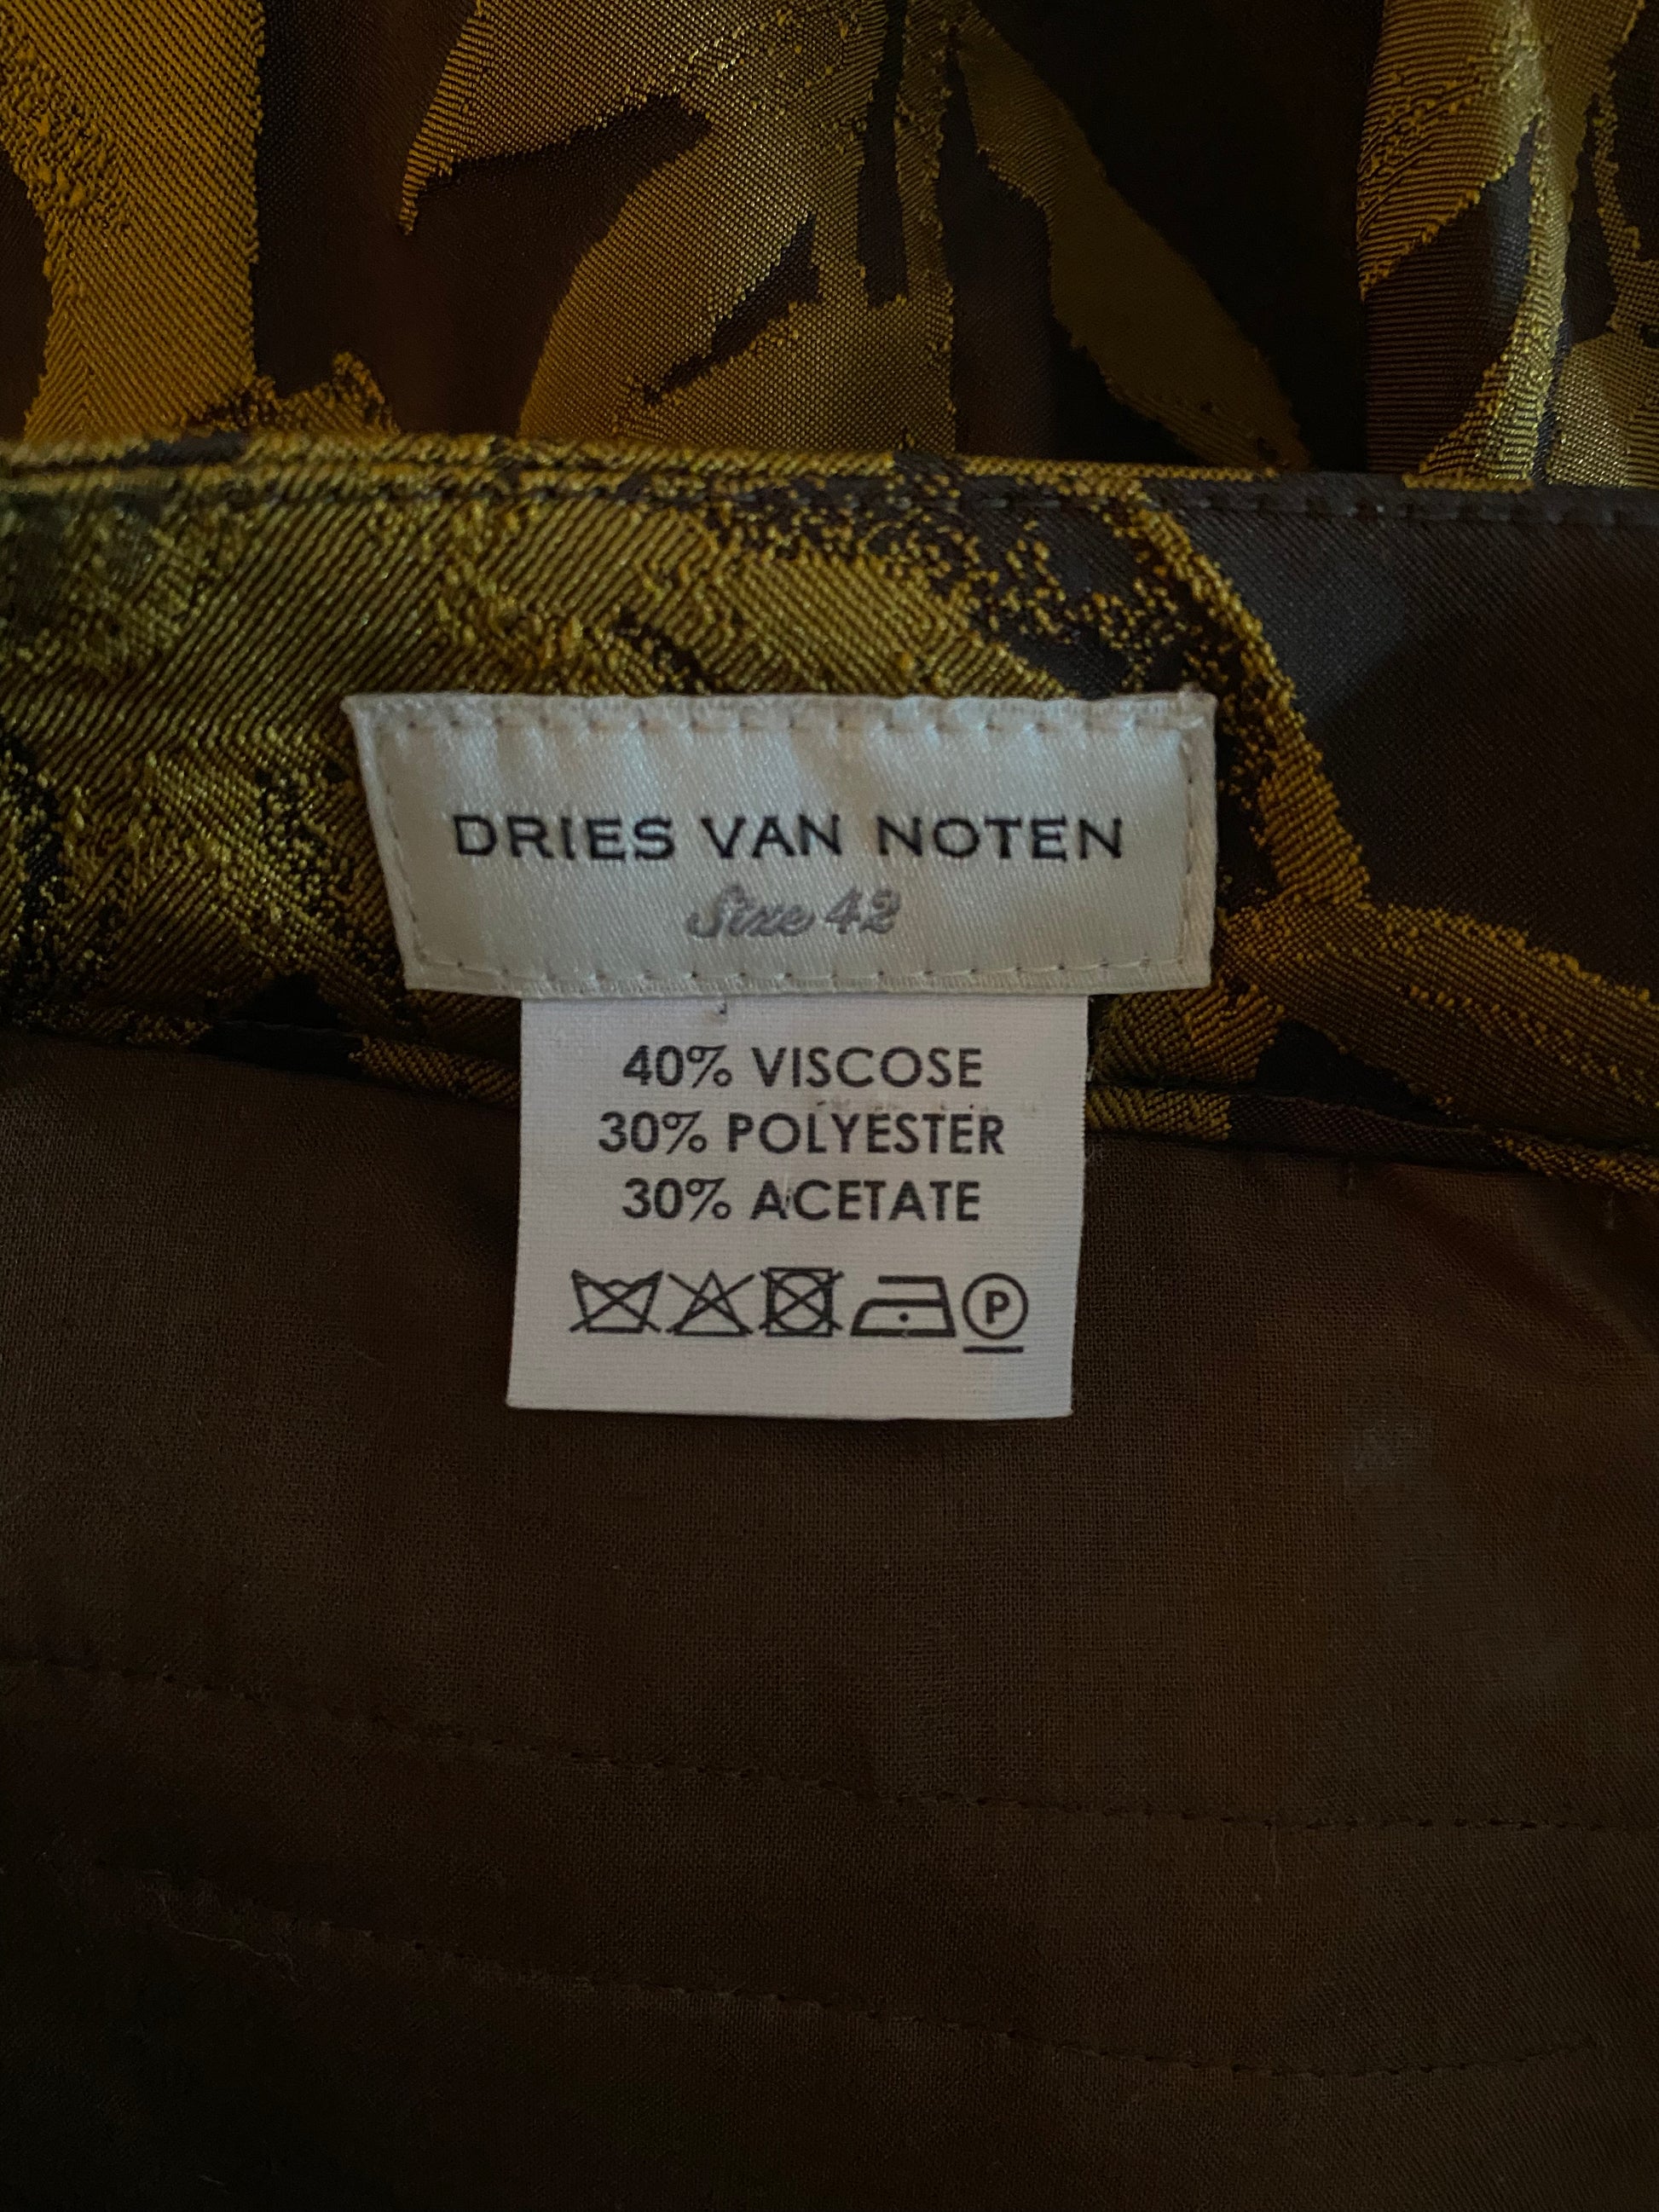 DRIES VAN NOTEN
Size 42
40% VISCOSE
30% POLYESTER
30% ACETATE
P